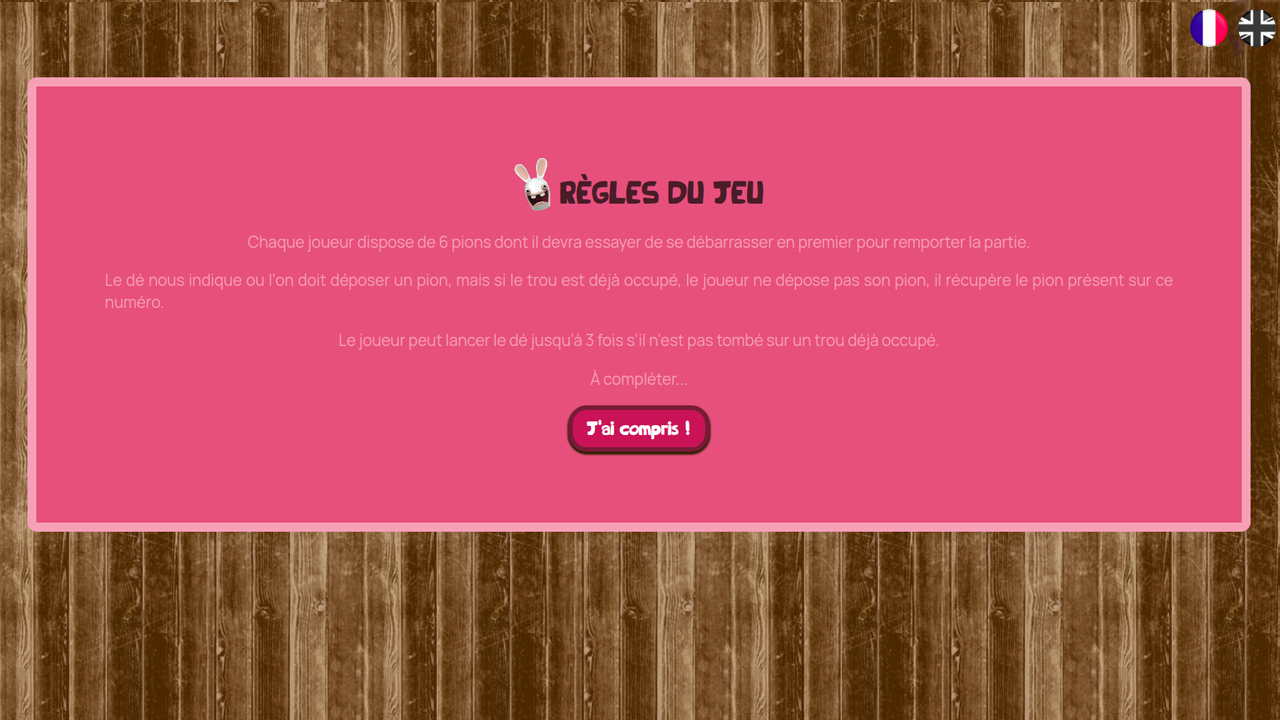 RÈGLES DU JEU
Chaque joueur dispose de 6 pions dont il devra essayer de se débarrasser en premier pour remporter la partie.
Le dé nous indique ou l'on doit déposer un pion, mais si le trou est déjà occupé, le joueur ne dépose pas son pion, il récupère le pion présent sur ce
numéro.
Le joueur peut lancer le dé jusqu'à 3 fois s'il n'est pas tombé sur un trou déjà occupé.
À compléter...
J'ai compris !